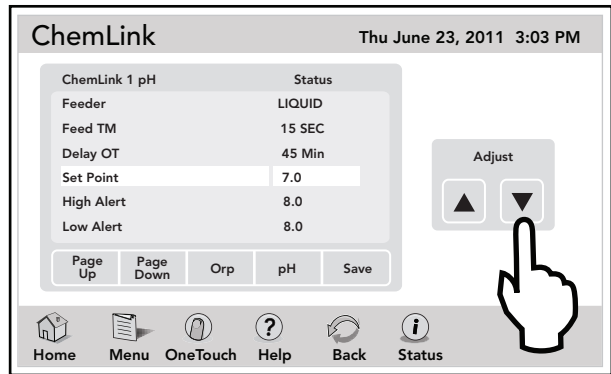 ChemLink
Thu June 23, 2011 3:03 PM
ChemLink 1 pH Status
Feeder LIQUID
Feed TM 15 SEC
Delay OT 45 Min
Set Point 7.0
High Alert 8.0
Low Alert 8.0
Page Up Page Down Orp pH Save
Adjust
Home Menu OneTouch Help Back Status